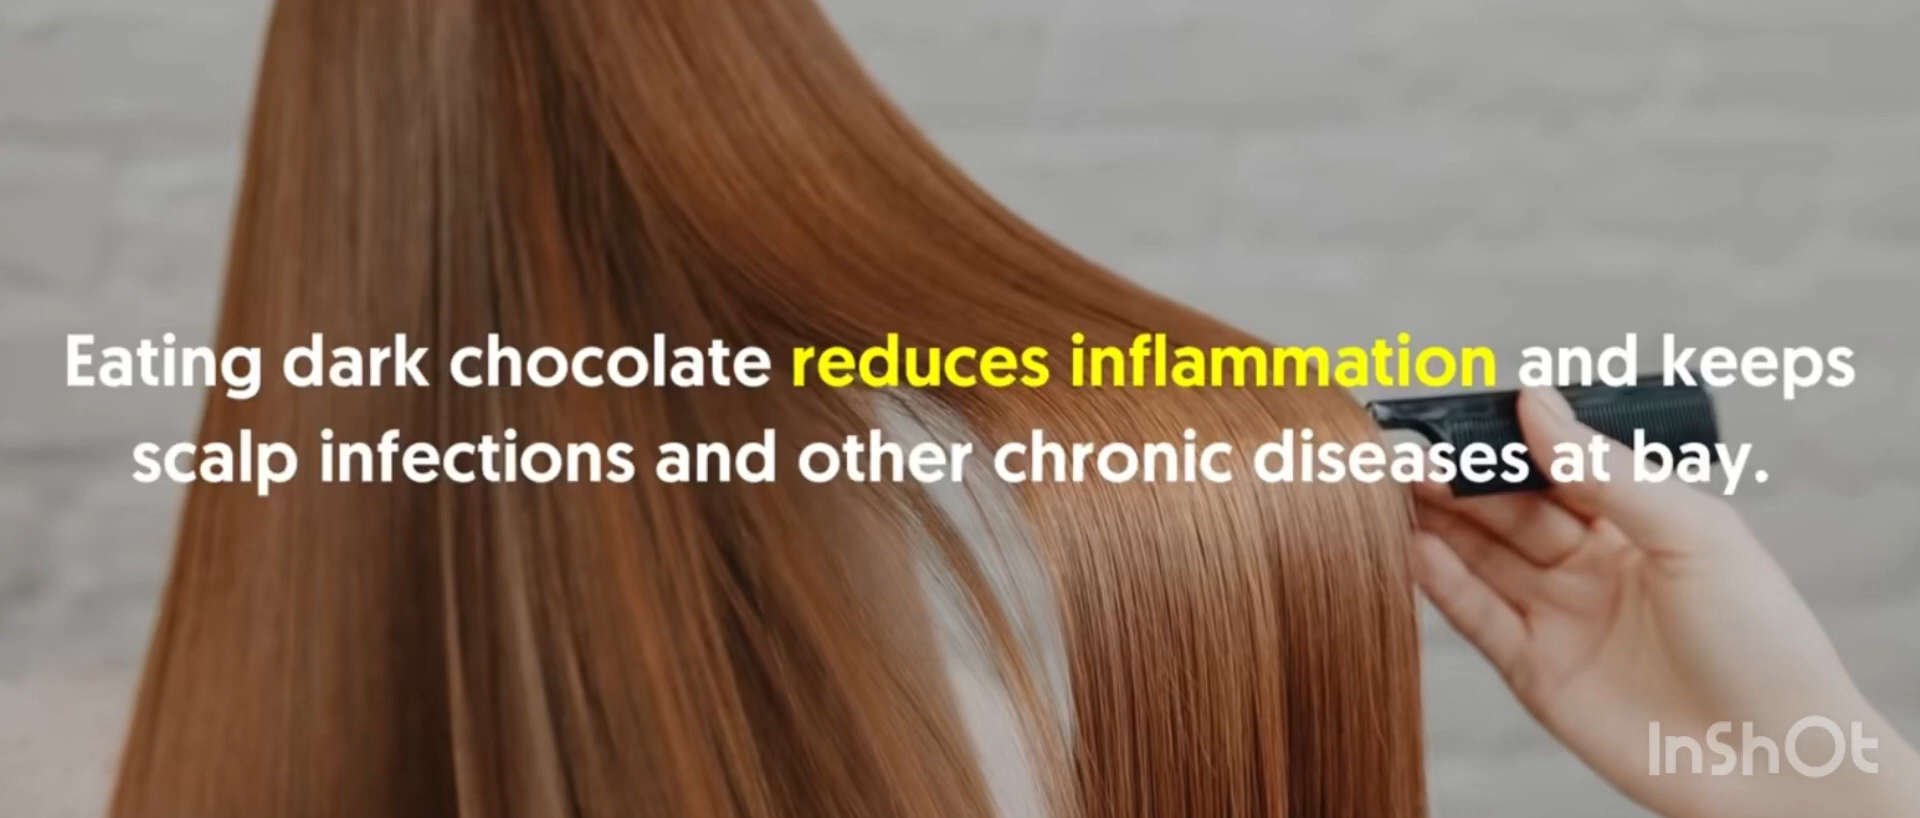 Eating dark chocolate reduces inflammation and keeps
scalp infections and other chronic diseases at bay.
InShOt